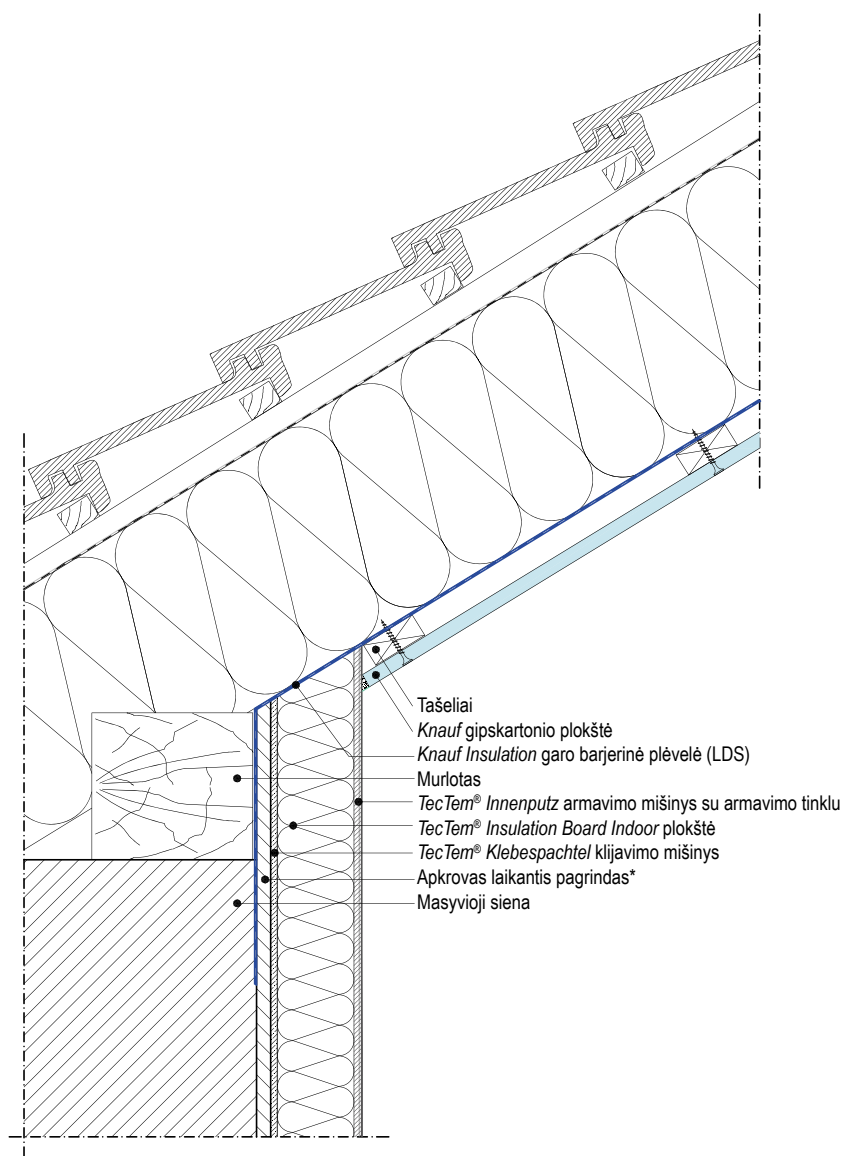 Tašeliai
Knauf gipskartonio plokštė
Knauf Insulation garo barjerinė plėvelė (LDS)
Murlotas
TecTem® Innenputz armavimo mišinys su armavimo tinklu
TecTem® Insulation Board Indoor plokštė
TecTem® Klebespachtel klijavimo mišinys
Apkrovas laikantis pagrindas*
Masyvioji siena